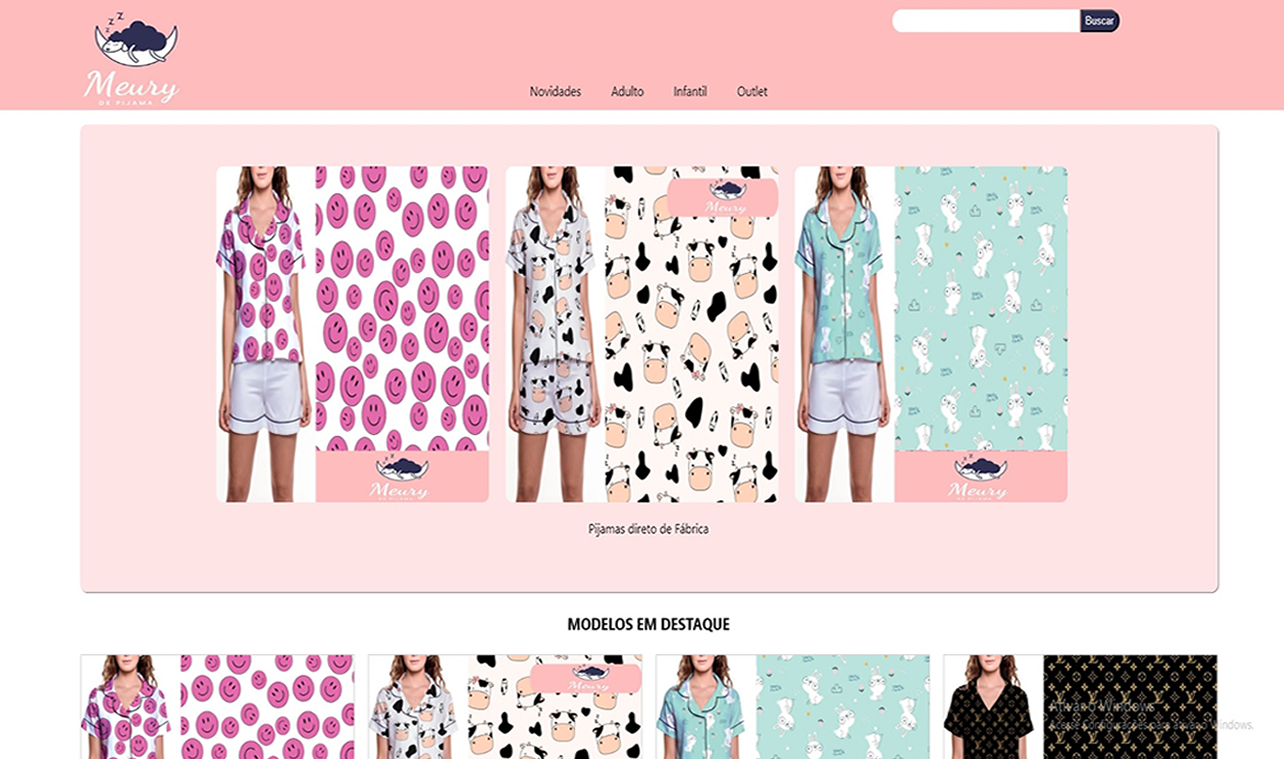 z z z
Meury
DE PIJAMA
Buscar
Novidades Adulto Infantil Outlet
Meury
Meury
Meury
Pijamas direto de Fábrica
MODELOS EM DESTAQUE
Meury
Ativar o Windows
Acesse Configurações para ativar o Windows.